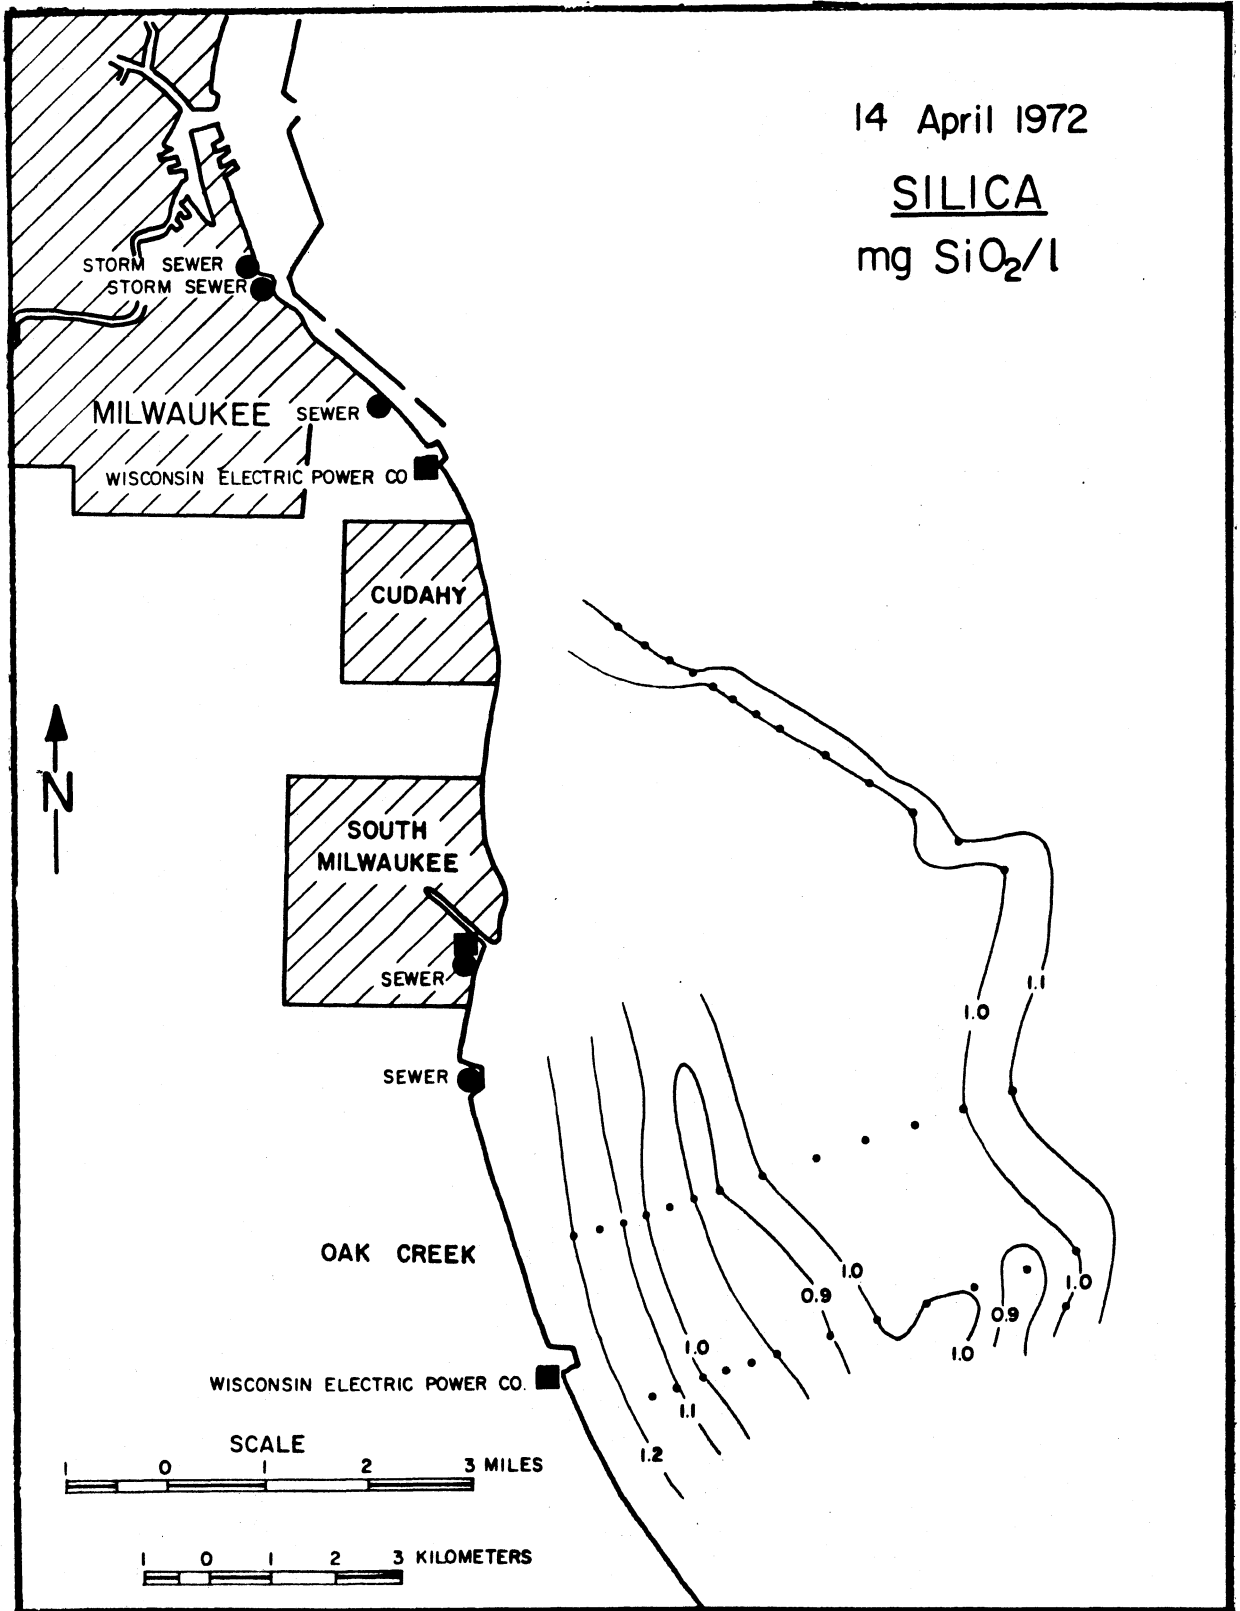 14 April 1972
SILICA
mg SiO₂/l
STORM SEWER
STORM SEWER
MILWAUKEE
SEWER
WISCONSIN ELECTRIC POWER CO
CUDAHY
N
SOUTH
MILWAUKEE
SEWER
1.1
1.0
SEWER
OAK CREEK
1.0
1.0
0.9
0.9
1.0
1.0
WISCONSIN ELECTRIC POWER CO.
1.1
1.2
SCALE
1 0 1 2 3 MILES
1 0 1 2 3 KILOMETERS